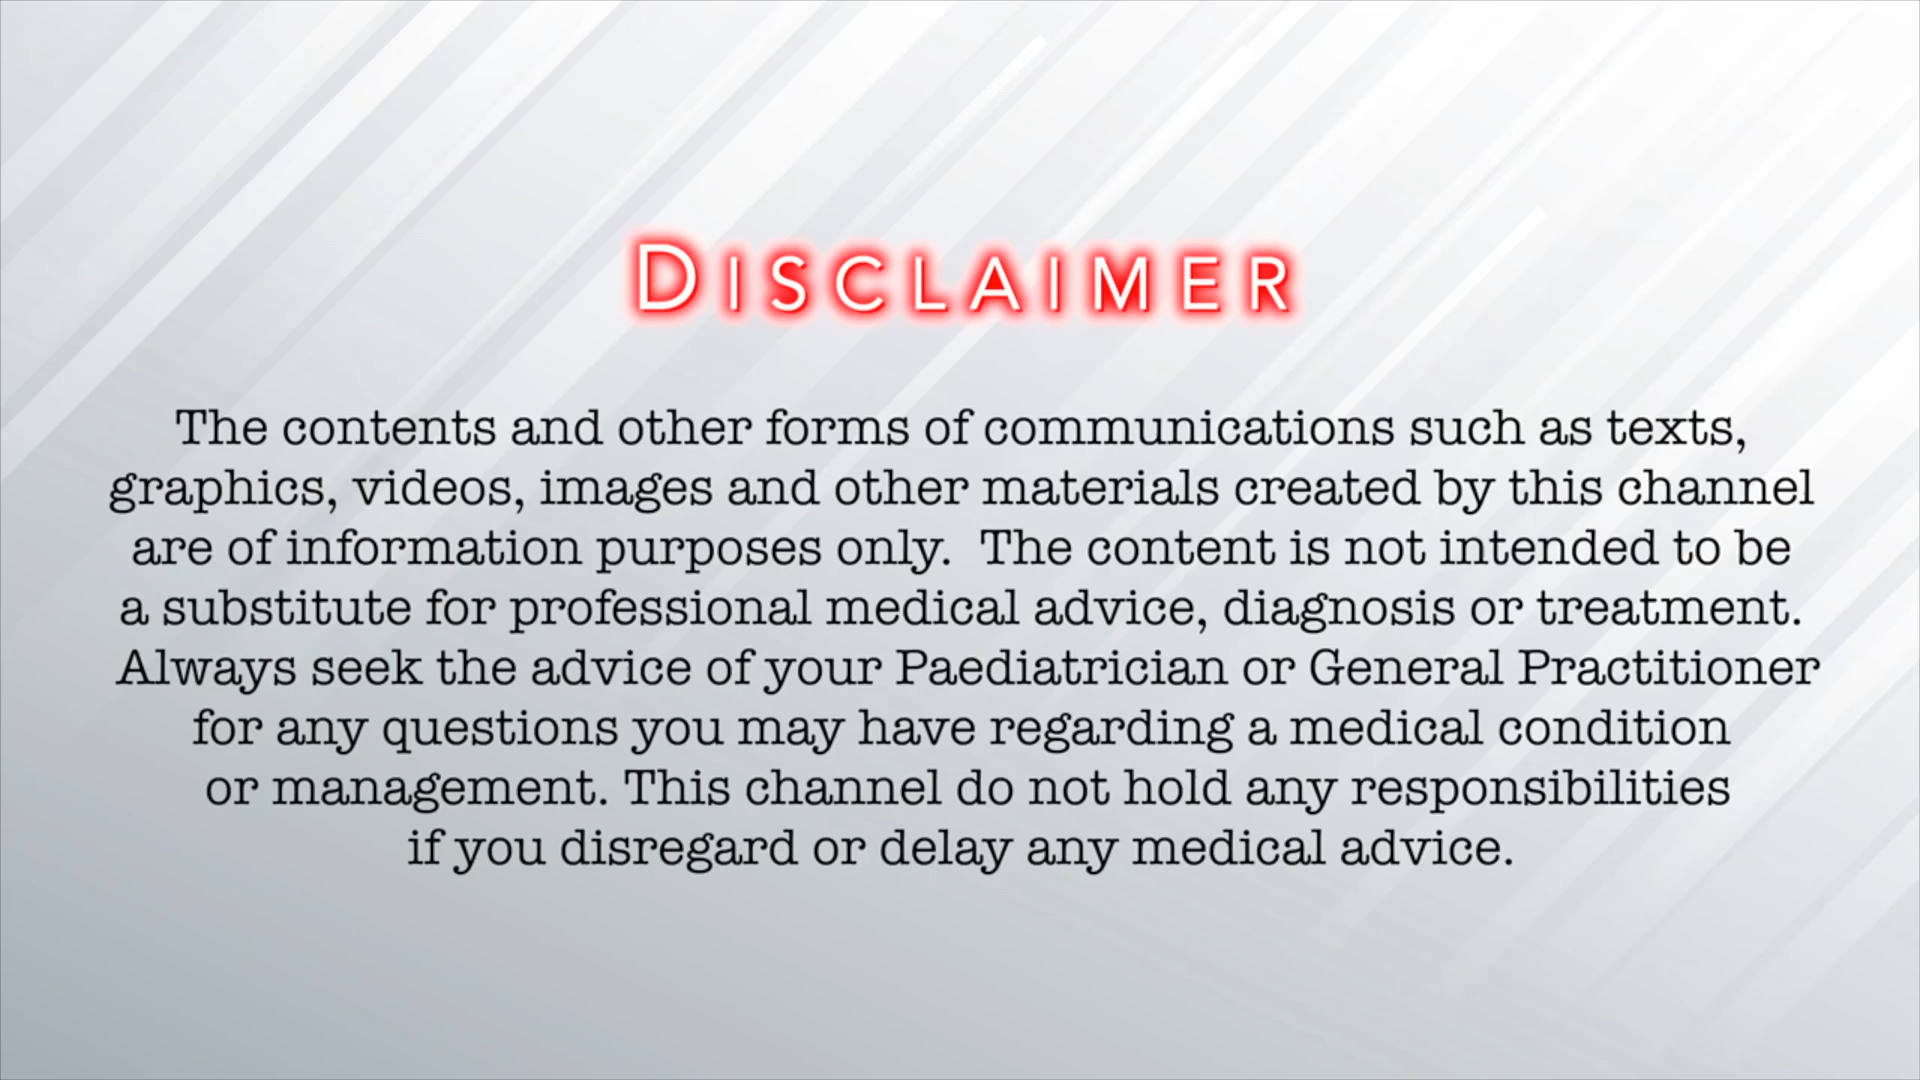 DISCLAIMER
The contents and other forms of communications such as texts,
graphics, videos, images and other materials created by this channel
are of information purposes only.  The content is not intended to be
a substitute for professional medical advice, diagnosis or treatment.
Always seek the advice of your Paediatrician or General Practitioner
for any questions you may have regarding a medical condition
or management. This channel do not hold any responsibilities
if you disregard or delay any medical advice.